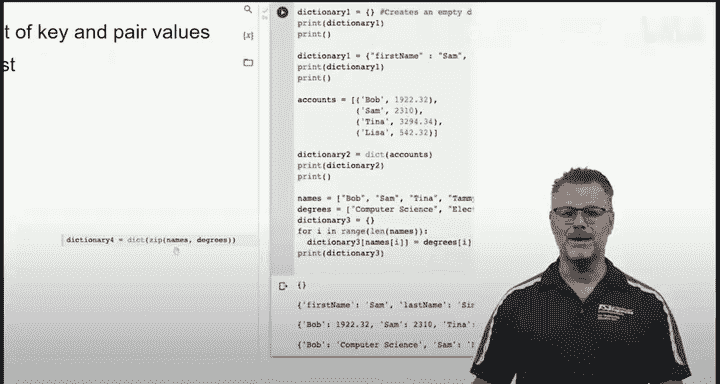 t of key and pair values
st
dictionary4 = dict(zip(names, degrees))
dictionary1 = {} #Creates an empty d
print(dictionary1)
print()
dictionary1 = {"firstName" : "Sam",
print(dictionary1)
print()
accounts = [('Bob', 1922.32),
('Sam', 2310),
('Tina', 3294.34),
('Lisa', 542.32)]
dictionary2 = dict(accounts)
print(dictionary2)
print()
names = ["Bob", "Sam", "Tina", "Tammy
degrees = ["Computer Science", "Elec
dictionary3 = {}
for i in range(len(names)):
dictionary3[names[i]] = degrees[i]
print(dictionary3)
{}
{'firstName': 'Sam', 'lastName': 'Sim
{'Bob': 1922.32, 'Sam': 2310, 'Tina':
{'Bob': 'Computer Science', 'Sam':